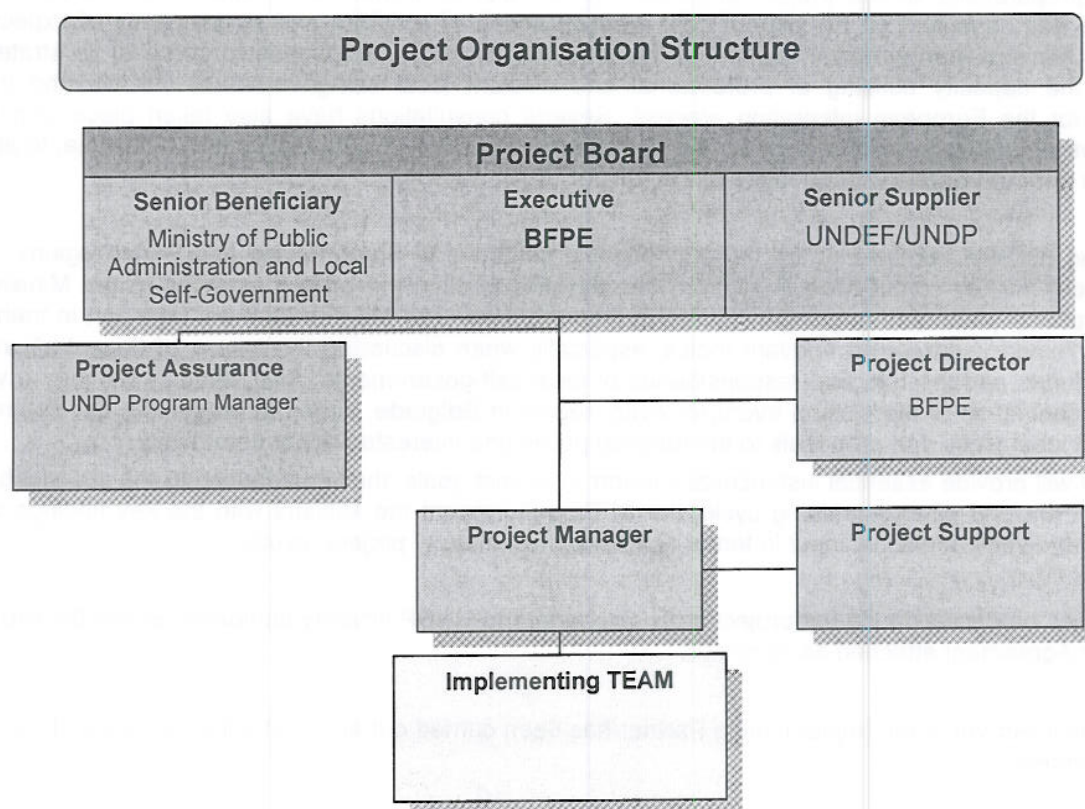 Project Organisation Structure
Project Board
Senior Beneficiary
Ministry of Public
Administration and Local
Self-Government
Executive
BFPE
Senior Supplier
UNDEF/UNDP
Project Assurance
UNDP Program Manager
Project Director
BFPE
Project Manager
Project Support
Implementing TEAM